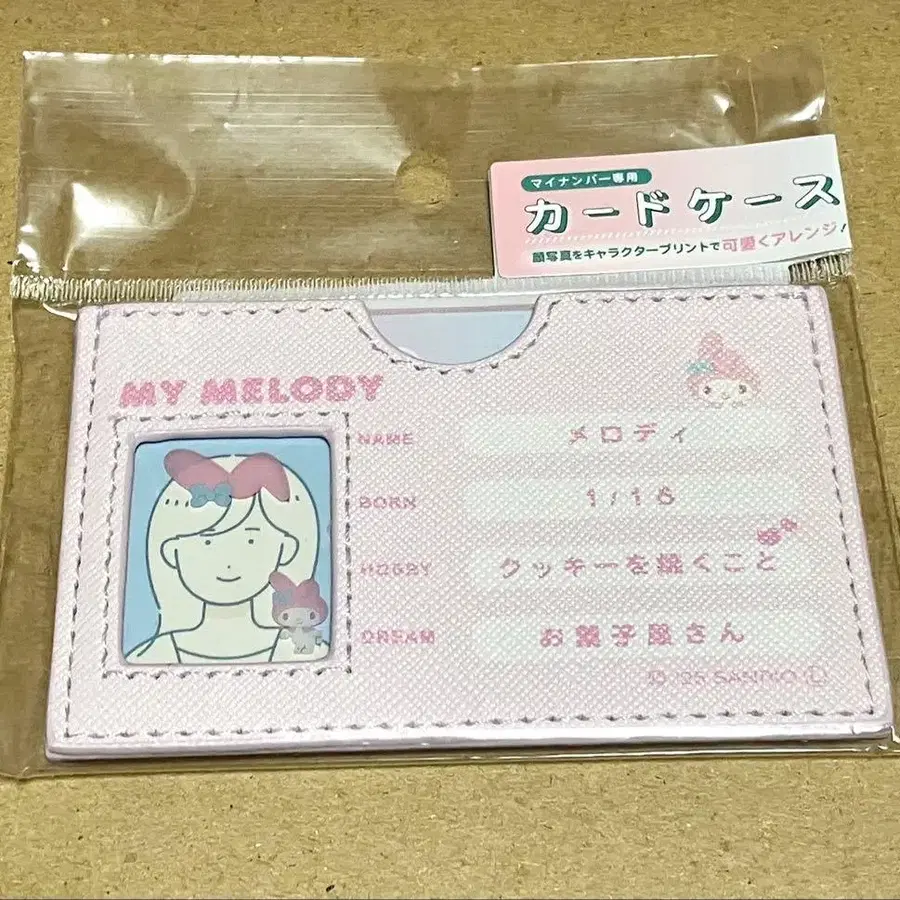 マイナンバー専用
カードケース
顔写真をキャラクタープリントで可愛くアレンジ!
MY MELODY
NAME メロディ
BORN 1/18
HOBBY クッキーを焼くこと
DREAM お菓子屋さん
© '25 SANRIO Ⓛ